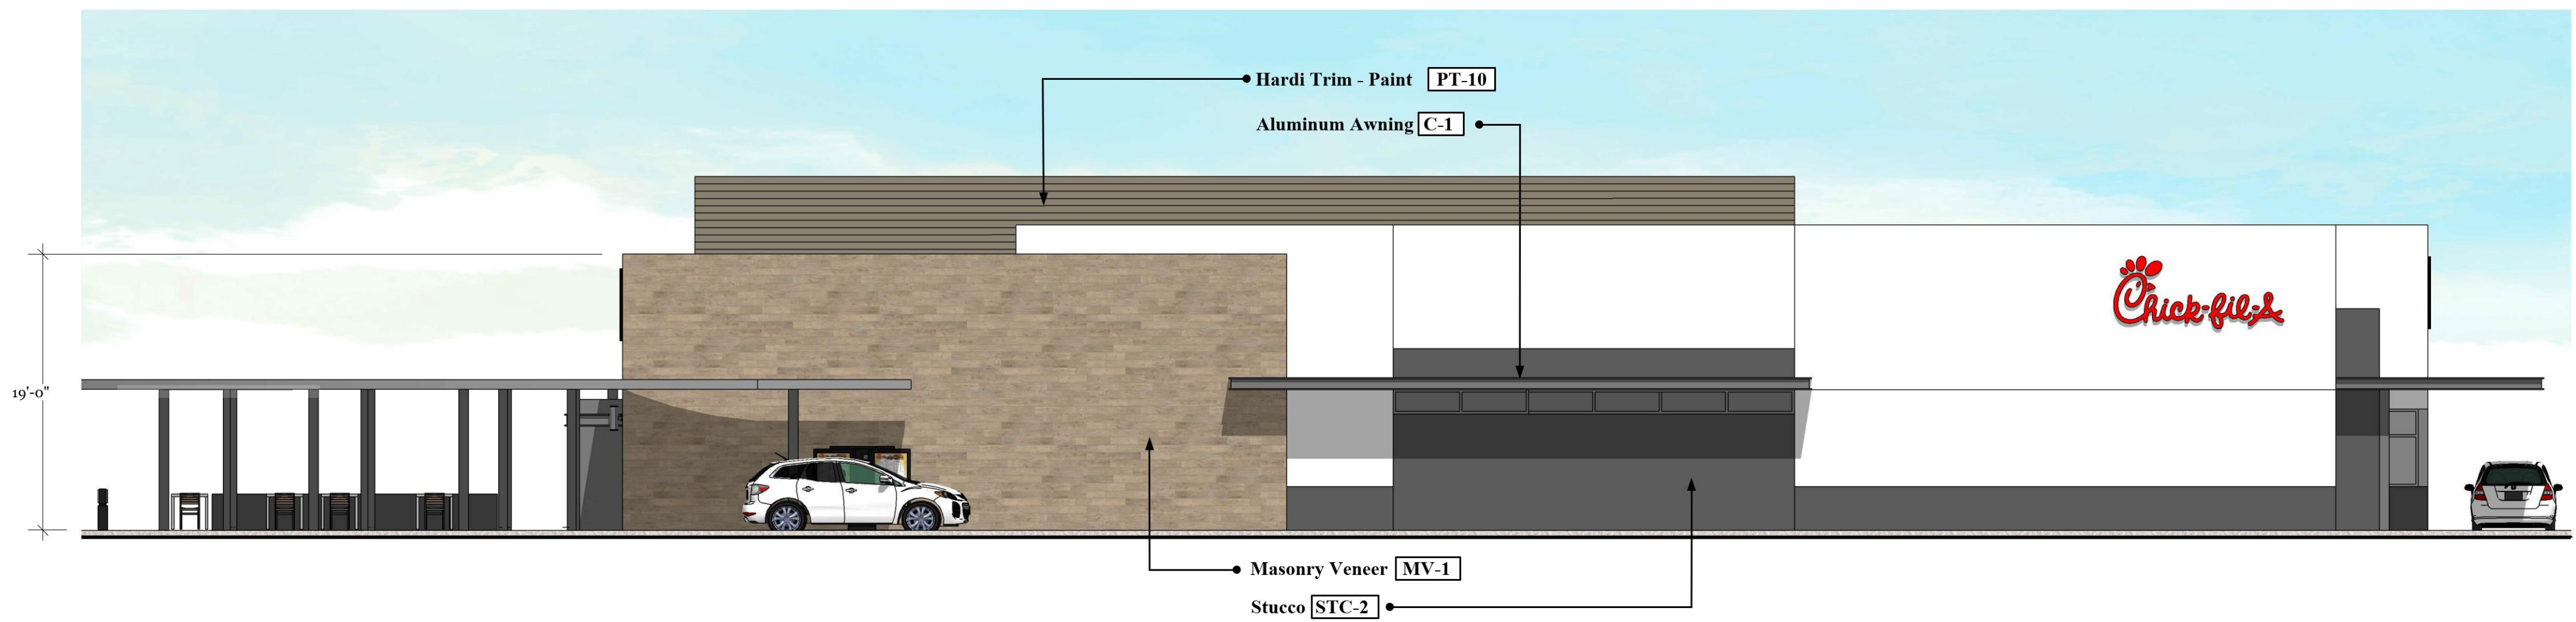 Hardi Trim - Paint PT-10
Aluminum Awning C-1
Chick-fil-A
19'-0"
Masonry Veneer MV-1
Stucco STC-2